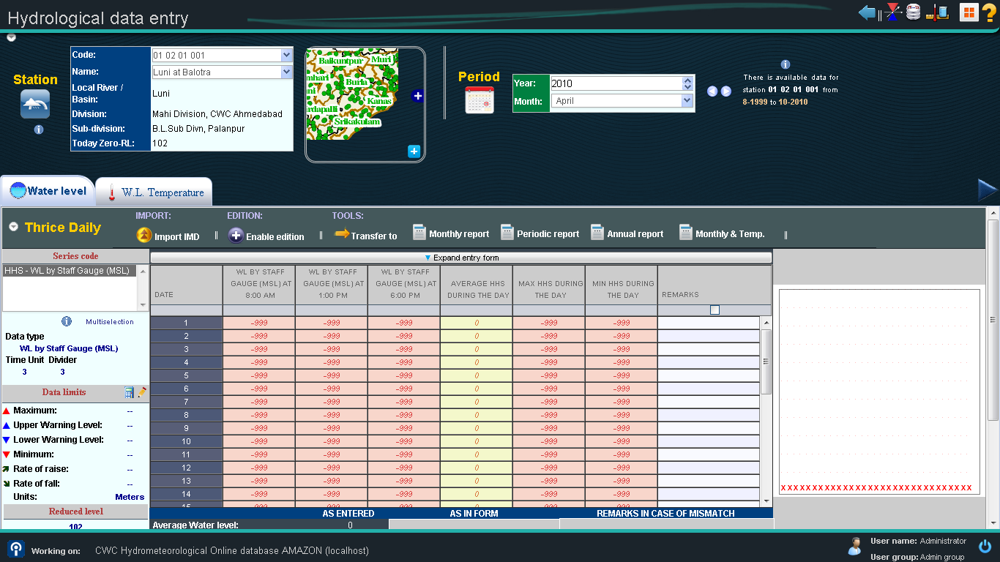 Hydrological data entry
Station
Code: 01 02 01 001
Name: Luni at Balotra
Local River / Basin: Luni
Division: Mahi Division, CWC Ahmedabad
Sub-division: B.L.Sub Divn, Palanpur
Today Zero-RL: 102
Baikuntpur Muri
mhari
Burla
ni
Kanas
rdapalli
Srikakulam
Period
Year: 2010
Month: April
There is available data for
station 01 02 01 001 from
8-1999 to 10-2010
Water level
W.L. Temperature
Thrice Daily
IMPORT: EDITION: TOOLS:
Import IMD || Enable edition || Transfer to Monthly report Periodic report Annual report Monthly & Temp. ||
Series code
HHS - WL by Staff Gauge (MSL)
Multiselection
Data type
WL by Staff Gauge (MSL)
Time Unit Divider
3 3
Data limits
Maximum: --
Upper Warning Level: --
Lower Warning Level: --
Minimum: --
Rate of raise: --
Rate of fall: --
Units: Meters
Reduced level
102
Expand entry form
DATE
WL BY STAFF GAUGE (MSL) AT 8:00 AM
WL BY STAFF GAUGE (MSL) AT 1:00 PM
WL BY STAFF GAUGE (MSL) AT 6:00 PM
AVERAGE HHS DURING THE DAY
MAX HHS DURING THE DAY
MIN HHS DURING THE DAY
REMARKS
1 -999 -999 -999 0 -999 -999
2 -999 -999 -999 0 -999 -999
3 -999 -999 -999 0 -999 -999
4 -999 -999 -999 0 -999 -999
5 -999 -999 -999 0 -999 -999
6 -999 -999 -999 0 -999 -999
7 -999 -999 -999 0 -999 -999
8 -999 -999 -999 0 -999 -999
9 -999 -999 -999 0 -999 -999
10 -999 -999 -999 0 -999 -999
11 -999 -999 -999 0 -999 -999
12 -999 -999 -999 0 -999 -999
13 -999 -999 -999 0 -999 -999
14 -999 -999 -999 0 -999 -999
15 -999 -999 -999 0 -999 -999
AS ENTERED AS IN FORM REMARKS IN CASE OF MISMATCH
Average Water level: 0
Working on: CWC Hydrometeorological Online database AMAZON (localhost)
User name: Administrator
User group: Admin group